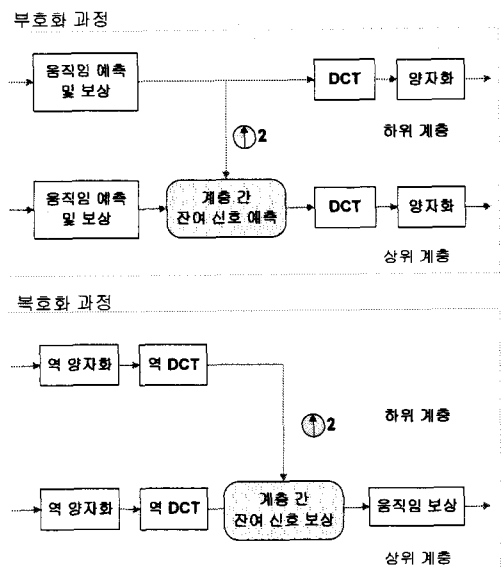 부호화 과정
움직임 예측
및 보상
DCT
양자화
하위 계층
2
움직임 예측
및 보상
계층 간
잔여 신호 예측
DCT
양자화
상위 계층
복호화 과정
역 양자화
역 DCT
하위 계층
2
역 양자화
역 DCT
계층 간
잔여 신호 보상
움직임 보상
상위 계층